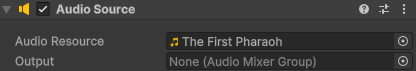 Audio Source
Audio Resource The First Pharaoh
Output None (Audio Mixer Group)